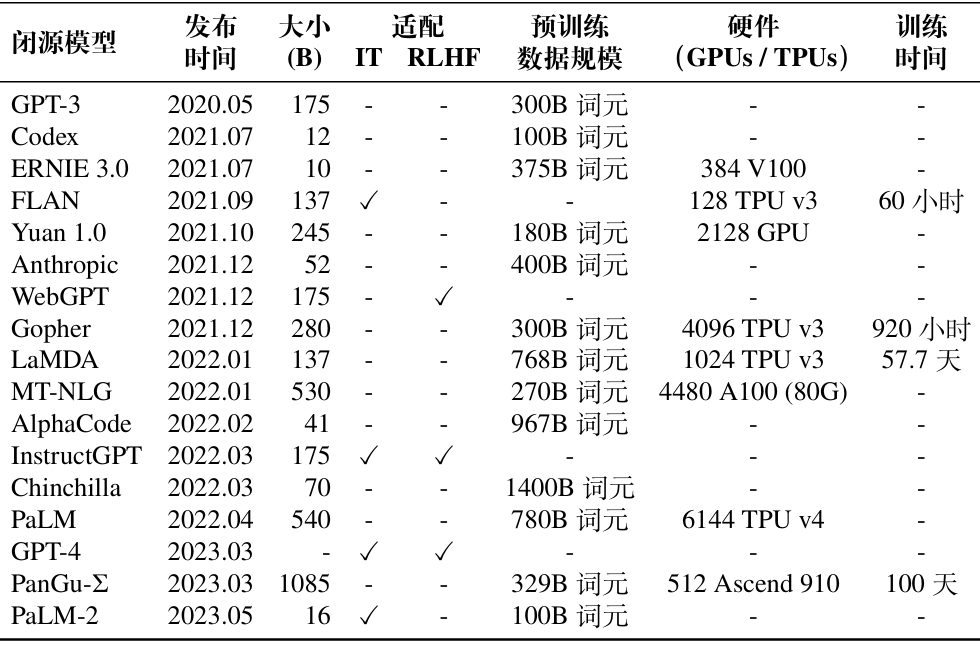 闭源模型 发布时间 大小(B) 适配 IT RLHF 预训练数据规模 硬件（GPUs / TPUs） 训练时间
GPT-3 2020.05 175 - - 300B 词元 - -
Codex 2021.07 12 - - 100B 词元 - -
ERNIE 3.0 2021.07 10 - - 375B 词元 384 V100 -
FLAN 2021.09 137 ✓ - - 128 TPU v3 60 小时
Yuan 1.0 2021.10 245 - - 180B 词元 2128 GPU -
Anthropic 2021.12 52 - - 400B 词元 - -
WebGPT 2021.12 175 - ✓ - - -
Gopher 2021.12 280 - - 300B 词元 4096 TPU v3 920 小时
LaMDA 2022.01 137 - - 768B 词元 1024 TPU v3 57.7 天
MT-NLG 2022.01 530 - - 270B 词元 4480 A100 (80G) -
AlphaCode 2022.02 41 - - 967B 词元 - -
InstructGPT 2022.03 175 ✓ ✓ - - -
Chinchilla 2022.03 70 - - 1400B 词元 - -
PaLM 2022.04 540 - - 780B 词元 6144 TPU v4 -
GPT-4 2023.03 - ✓ ✓ - - -
PanGu-Σ 2023.03 1085 - - 329B 词元 512 Ascend 910 100 天
PaLM-2 2023.05 16 ✓ - 100B 词元 - -